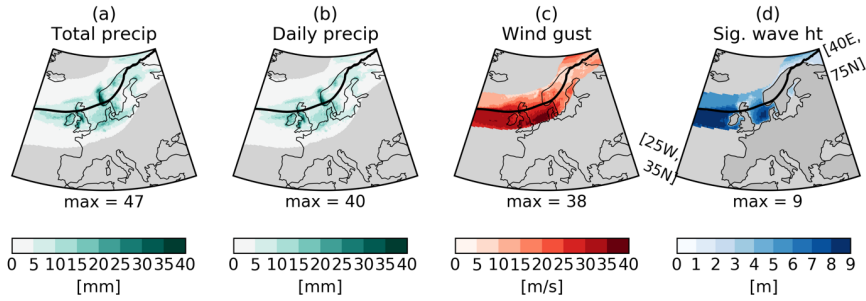 (a) (b) (c) (d)
Total precip Daily precip Wind gust Sig. wave ht
[40E,
75N]
[25W,
35N]
max = 47 max = 40 max = 38 max = 9
0 5 10 15 20 30 35 40 0 5 10 15 20 30 35 40 0 5 10 15 20 30 35 40 0 1 2 3 4 5 6 7 8 9
[mm] [mm] [m/s] [m]